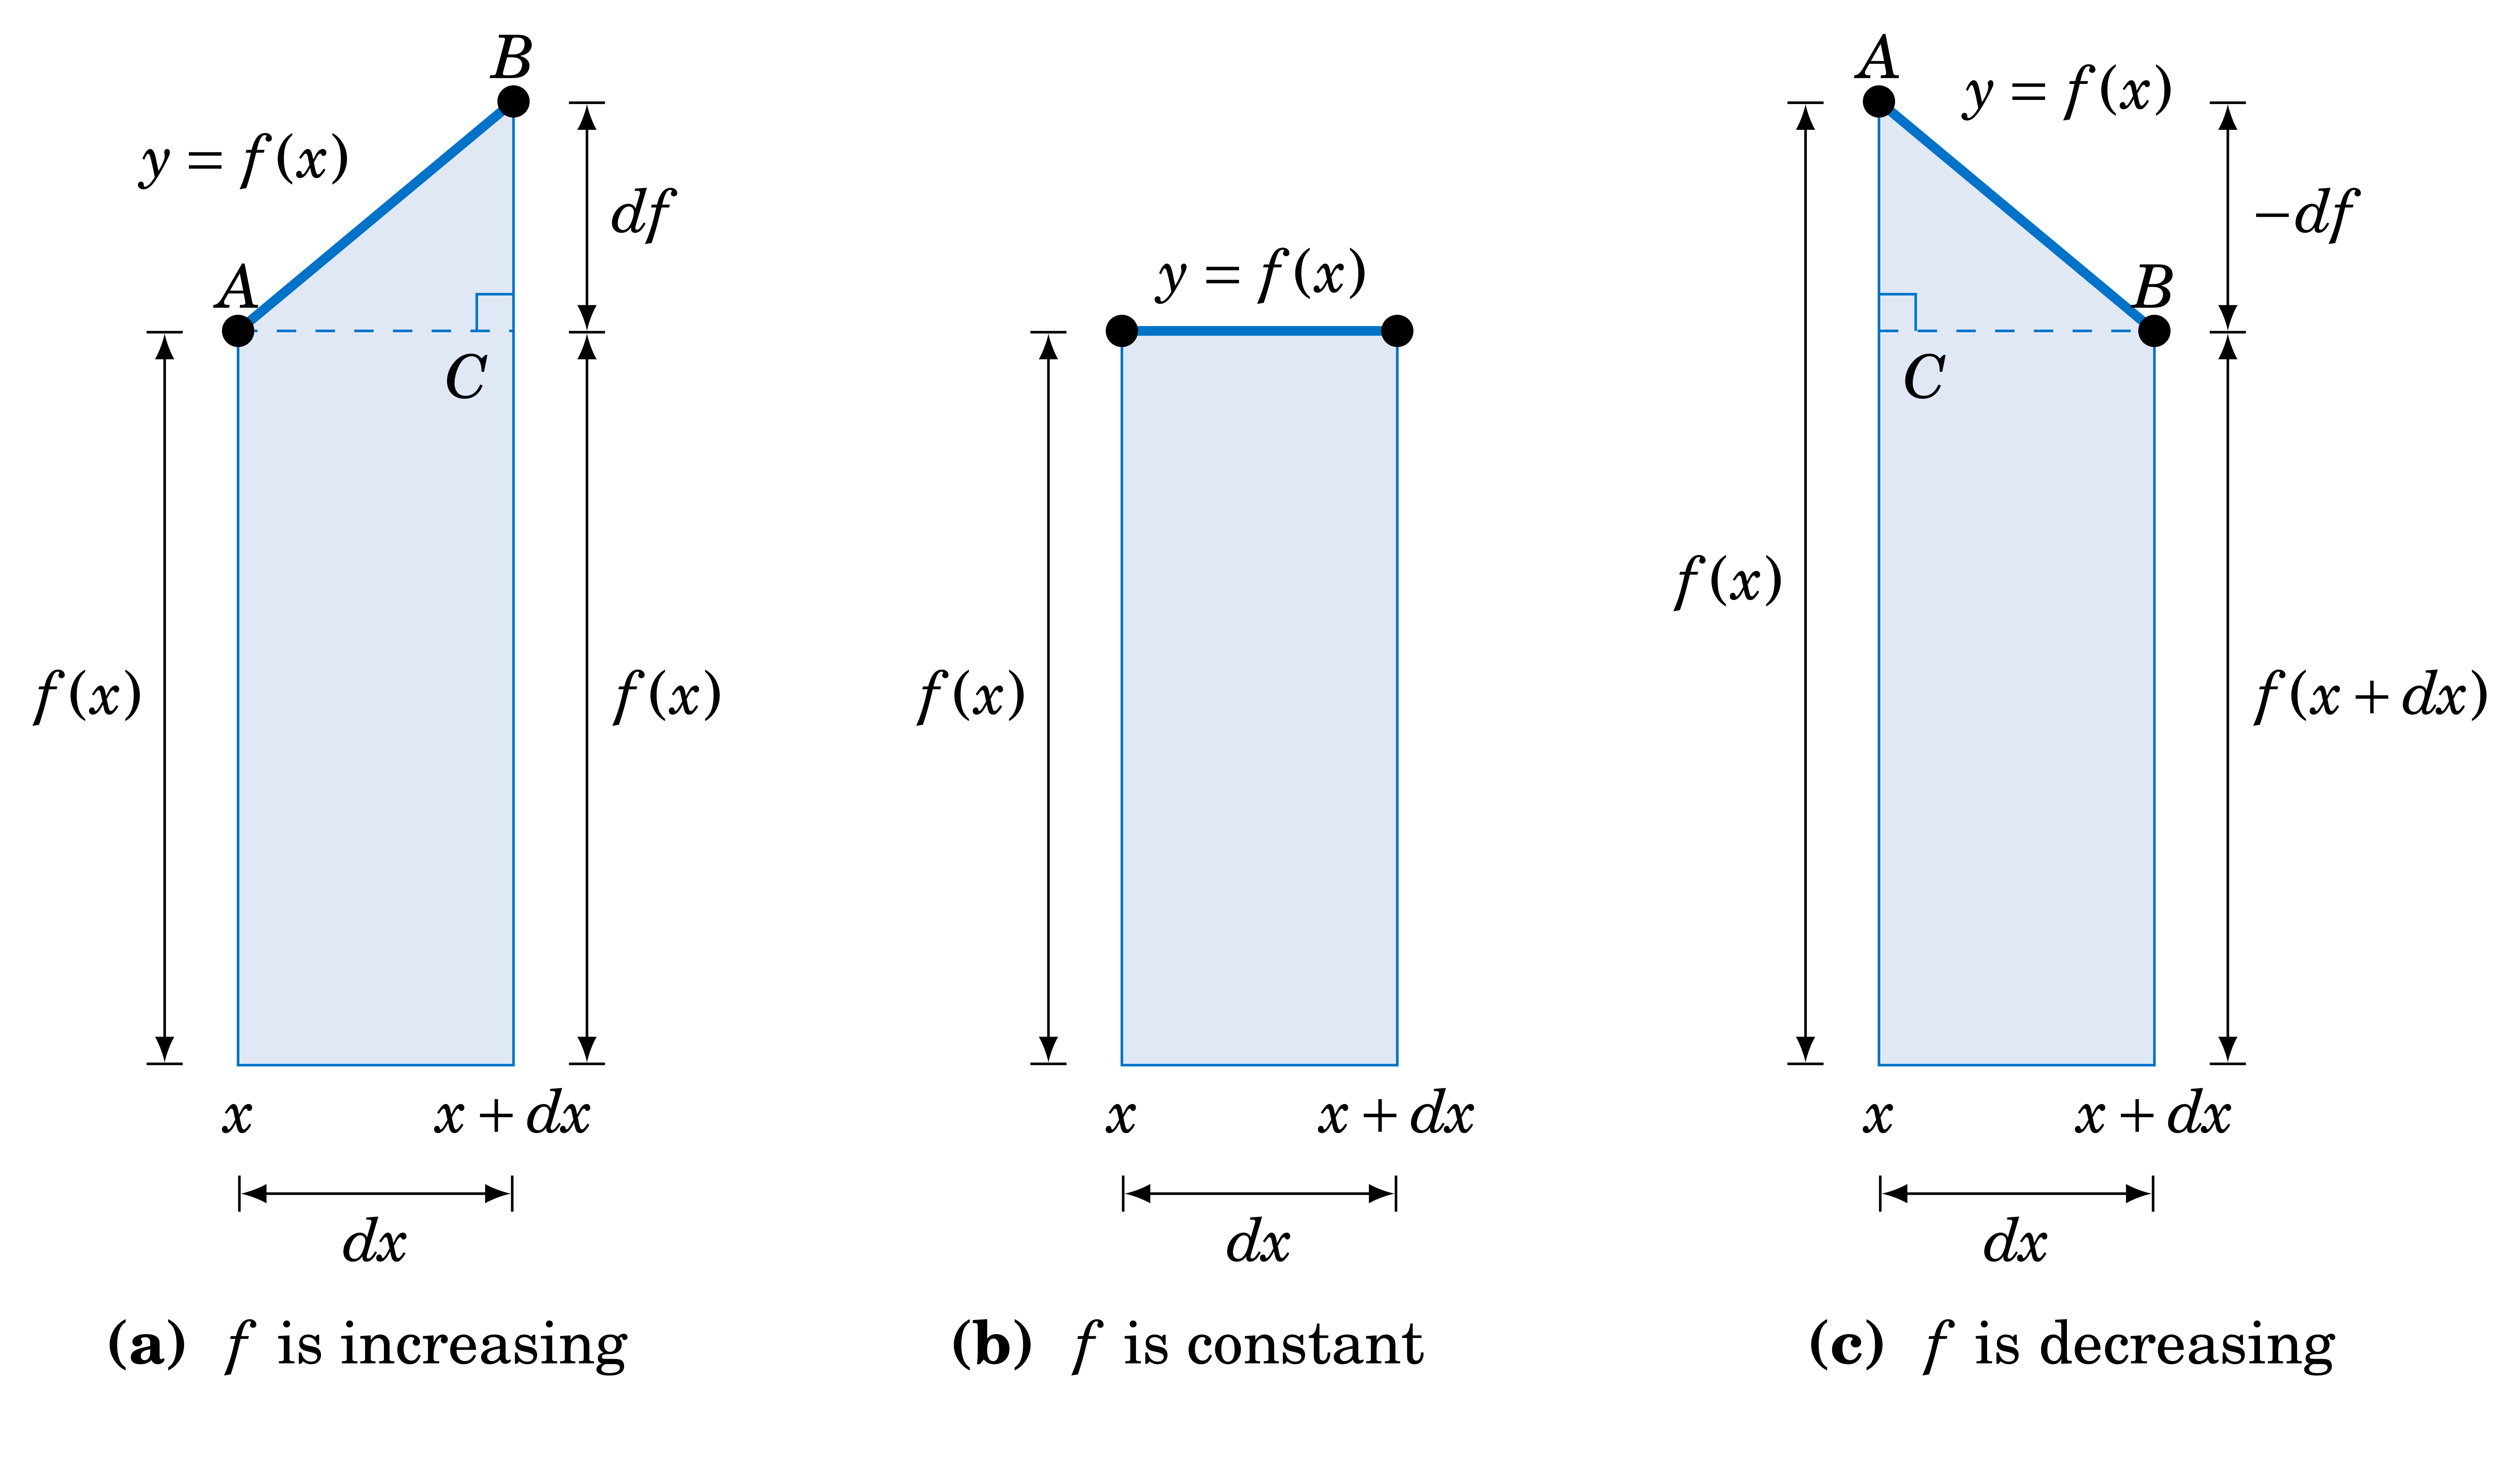 B
y = f(x)
df
A
C
f(x)
f(x)
x
x + dx
dx
(a) f is increasing
y = f(x)
f(x)
x
x + dx
dx
(b) f is constant
A
y = f(x)
−df
B
C
f(x)
f(x + dx)
x
x + dx
dx
(c) f is decreasing